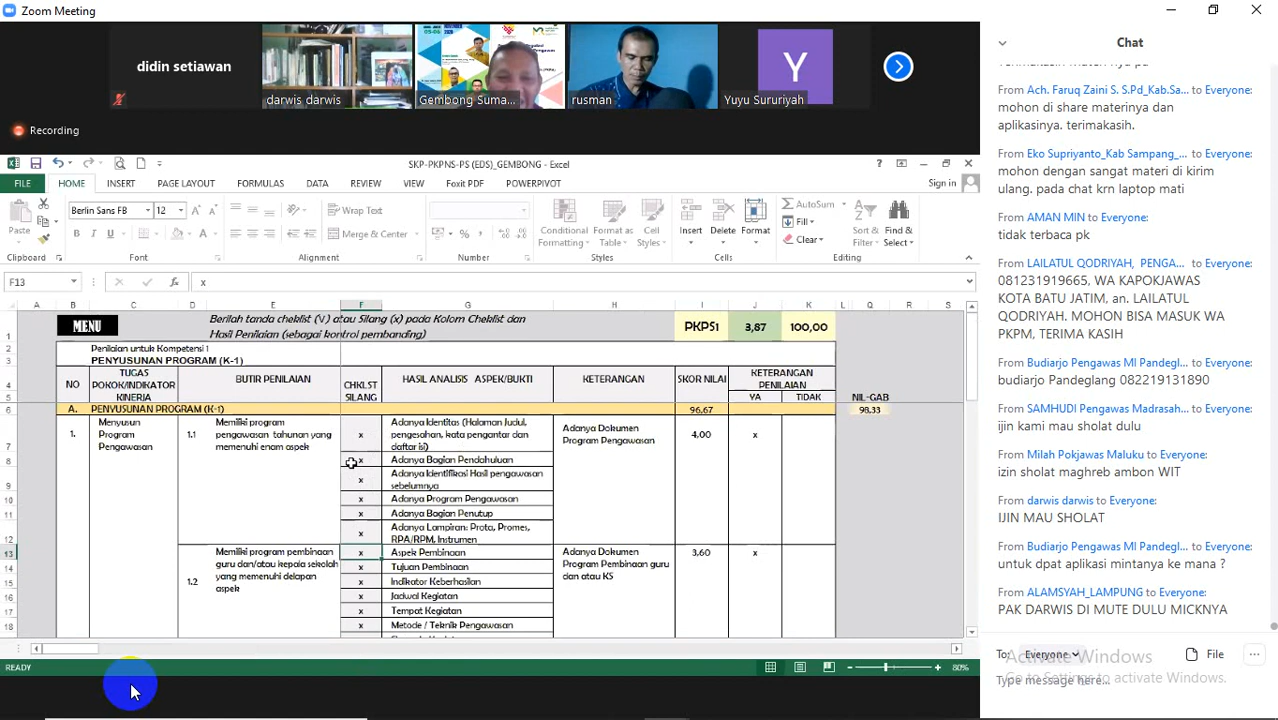 Zoom Meeting
didin setiawan
darwis darwis
Gembong Suma...
rusman
Y
Yuyu Sururiyah
Recording
SKP-PKPNS-PS (EDS)_GEMBONG - Excel
FILE HOME INSERT PAGE LAYOUT FORMULAS DATA REVIEW VIEW Foxit PDF POWERPIVOT
Sign in
Paste
Berlin Sans FB 12
Wrap Text
Merge & Center
Conditional Formatting
Format as Table
Cell Styles
Insert Delete Format
AutoSum
Fill
Clear
Sort & Filter
Find & Select
Clipboard Font Alignment Number Styles Cells Editing
F13 x
A B C D E F G H I J K L Q R S
MENU
Berilah tanda cheklist (√ ) atau Silang (x) pada Kolom Cheklist dan
Hasil Penilaian (sebagai kontrol pembanding)
PKPS1 3,87 100,00
Penilaian untuk Kompetensi 1
PENYUSUNAN PROGRAM (K-1)
NO
TUGAS POKOK/INDIKATOR KINERJA
BUTIR PENILAIAN
CHKLST SILANG
HASIL ANALISIS ASPEK/BUKTI
KETERANGAN
SKOR NILAI
KETERANGAN PENILAIAN
YA TIDAK
NIL-GAB
A. PENYUSUNAN PROGRAM (K-1) 96,67 98,33
1. Menyusun Program Pengawasan
1.1 Memiliki program pengawasan tahunan yang memenuhi enam aspek
x Adanya Identitas (Halaman Judul, pengesahan, kata pengantar dan daftar isi)
Adanya Dokumen Program Pengawasan
4,00 x
x Adanya Bagian Pendahuluan
x Adanya Identifikasi Hasil pengawasan sebelumnya
x Adanya Program Pengawasan
x Adanya Bagian Penutup
x Adanya Lampiran: Prota, Promes, RPA/RPM, Instrumen
1.2 Memiliki program pembinaan guru dan/atau kepala sekolah yang memenuhi delapan aspek
x Aspek Pembinaan
Adanya Dokumen Program Pembinaan guru dan atau KS
3,60 x
x Tujuan Pembinaan
x Indikator Keberhasilan
x Jadwal Kegiatan
x Tempat Kegiatan
x Metode / Teknik Pengawasan
READY
80%
Chat
From Ach. Faruq Zaini S. S.Pd_Kab.Sa... to Everyone:
mohon di share materinya dan
aplikasinya. terimakasih.
From Eko Supriyanto_Kab Sampang_... to Everyone:
mohon dengan sangat materi di kirim
ulang. pada chat krn laptop mati
From AMAN MIN to Everyone:
tidak terbaca pk
From LAILATUL QODRIYAH, PENGA... to Everyone:
081231919665, WA KAPOKJAWAS
KOTA BATU JATIM, an. LAILATUL
QODRIYAH. MOHON BISA MASUK WA
PKPM, TERIMA KASIH
From Budiarjo Pengawas MI Pandegl... to Everyone:
budiarjo Pandeglang 082219131890
From SAMHUDI Pengawas Madrasah... to Everyone:
ijin kami mau sholat dulu
From Milah Pokjawas Maluku to Everyone:
izin sholat maghreb ambon WIT
From darwis darwis to Everyone:
IJIN MAU SHOLAT
From Budiarjo Pengawas MI Pandegl... to Everyone:
untuk dpat aplikasi mintanya ke mana ?
From ALAMSYAH_LAMPUNG to Everyone:
PAK DARWIS DI MUTE DULU MICKNYA
To: Everyone File ...
Type message here...
Activate Windows
Go to Settings to activate Windows.